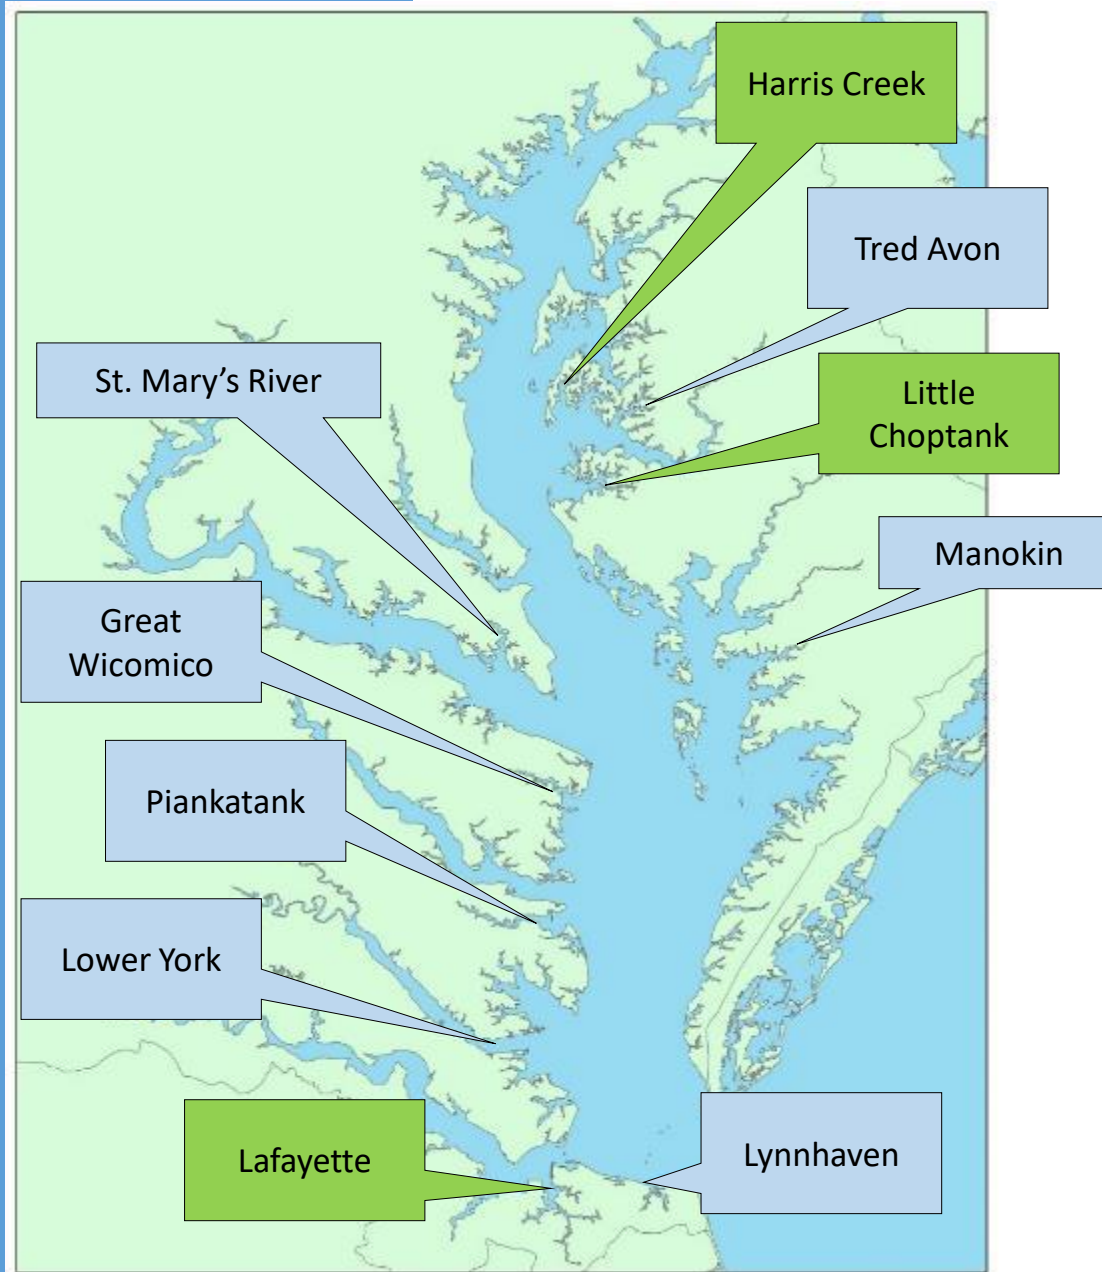 Harris Creek
Tred Avon
St. Mary’s River
Little
Choptank
Manokin
Great
Wicomico
Piankatank
Lower York
Lafayette
Lynnhaven